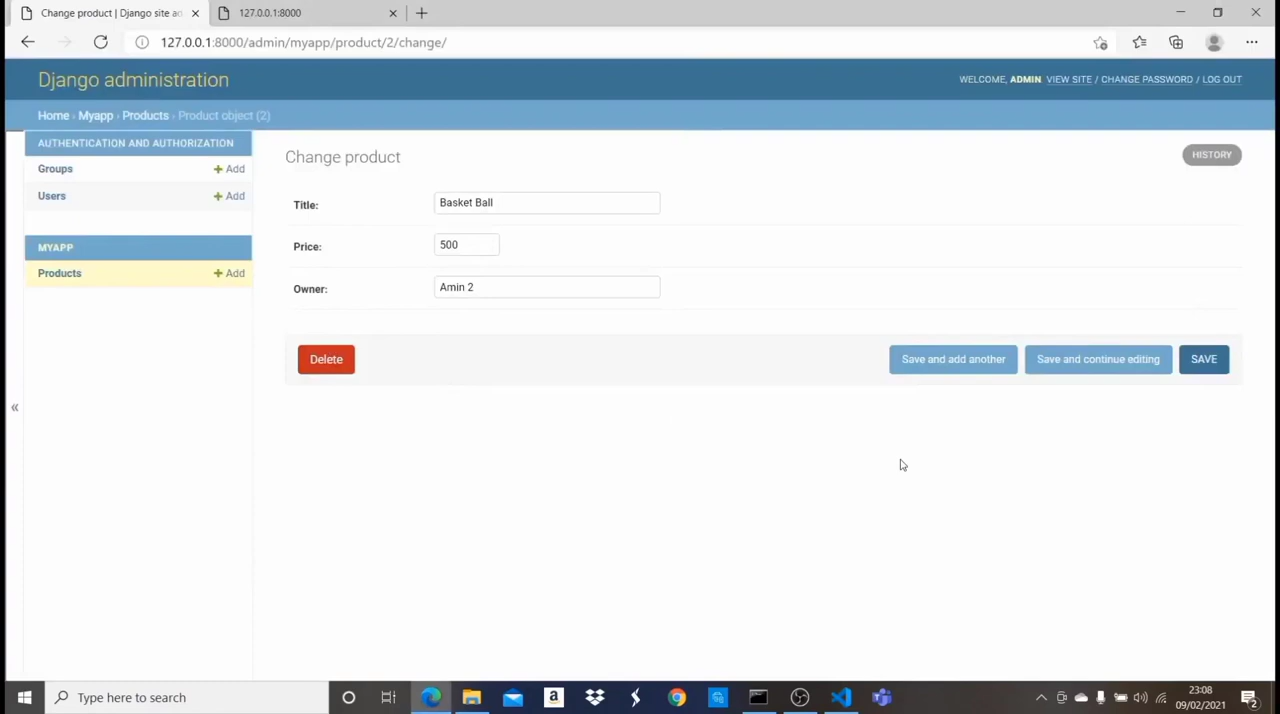 Change product | Django site ad
127.0.0.1:8000
127.0.0.1:8000/admin/myapp/product/2/change/
Django administration
WELCOME, ADMIN. VIEW SITE / CHANGE PASSWORD / LOG OUT
Home › Myapp › Products › Product object (2)
AUTHENTICATION AND AUTHORIZATION
Groups + Add
Users + Add
MYAPP
Products + Add
Change product
HISTORY
Title: Basket Ball
Price: 500
Owner: Amin 2
Delete
Save and add another
Save and continue editing
SAVE
«
Type here to search
23:08
09/02/2021
2